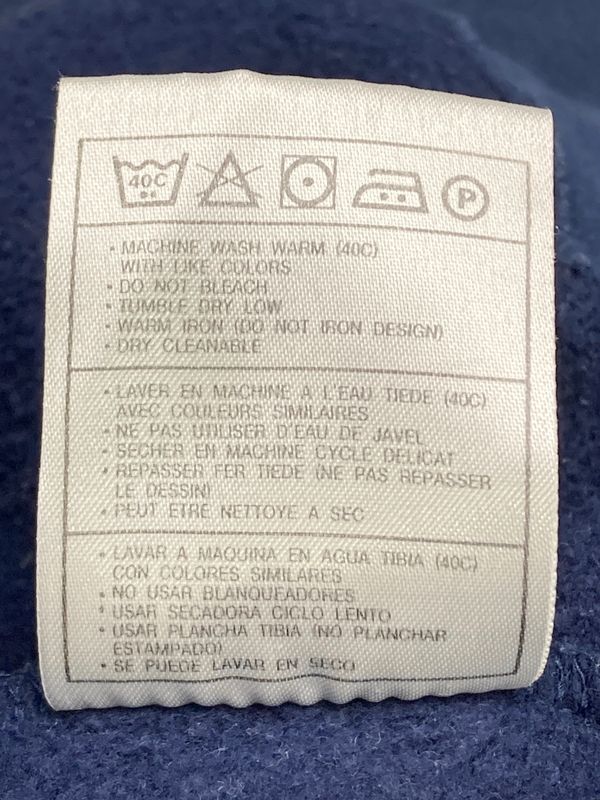 40C
P
• MACHINE WASH WARM (40C)
WITH LIKE COLORS
• DO NOT BLEACH
• TUMBLE DRY LOW
• WARM IRON (DO NOT IRON DESIGN)
• DRY CLEANABLE
• LAVER EN MACHINE A L'EAU TIEDE (40C)
AVEC COULEURS SIMILAIRES
• NE PAS UTILISER D'EAU DE JAVEL
• SECHER EN MACHINE CYCLE DELICAT
• REPASSER FER TIEDE (NE PAS REPASSER
LE DESSIN)
• PEUT ETRE NETTOYE A SEC
• LAVAR A MAQUINA EN AGUA TIBIA (40C)
CON COLORES SIMILARES
• NO USAR BLANQUEADORES
• USAR SECADORA CICLO LENTO
• USAR PLANCHA TIBIA (NO PLANCHAR
ESTAMPADO)
• SE PUEDE LAVAR EN SECO